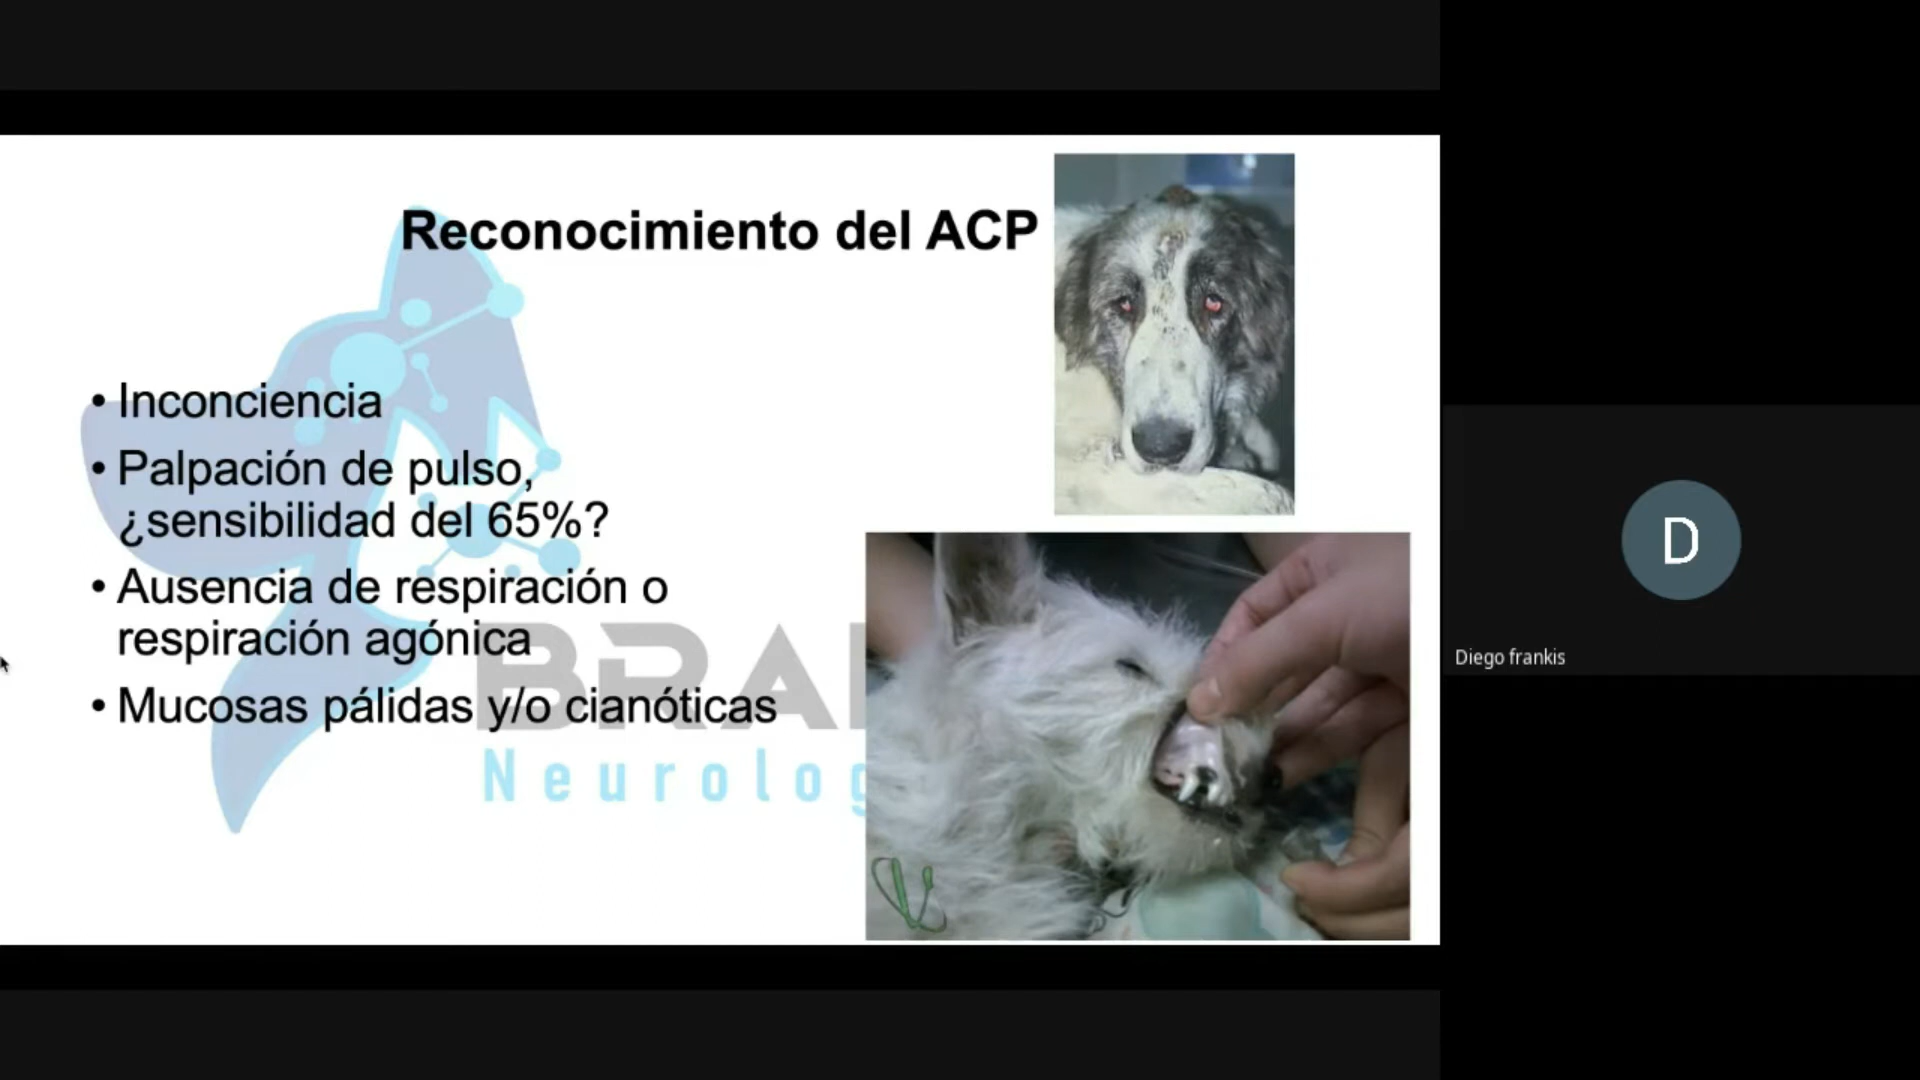 Reconocimiento del ACP
• Inconciencia
• Palpación de pulso,
¿sensibilidad del 65%?
• Ausencia de respiración o
respiración agónica
• Mucosas pálidas y/o cianóticas
BRA
Neurolog
D
Diego frankis